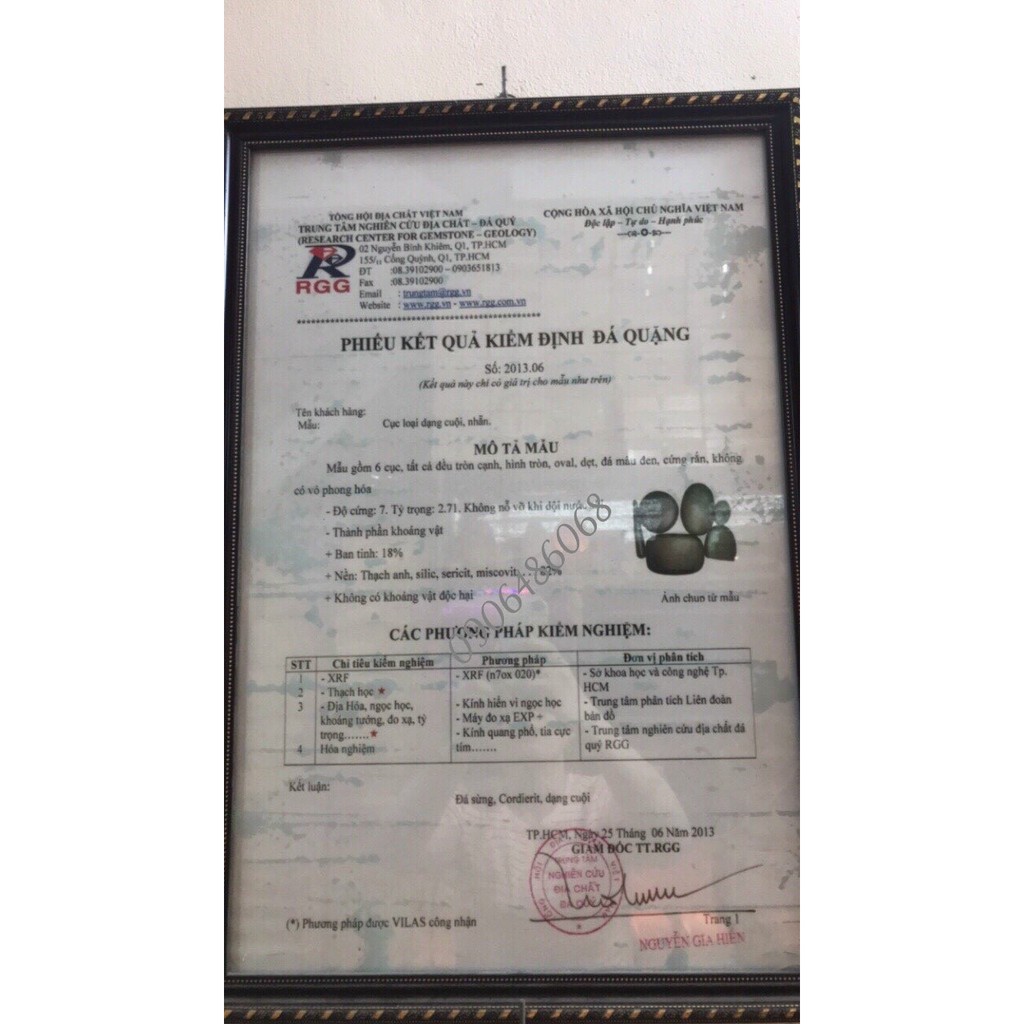 TỔNG HỘI ĐỊA CHẤT VIỆT NAM
TRUNG TÂM NGHIÊN CỨU ĐỊA CHẤT – ĐÁ QUÝ
(RESEARCH CENTER FOR GEMSTONE - GEOLOGY)
CỘNG HÒA XÃ HỘI CHỦ NGHĨA VIỆT NAM
Độc lập – Tự do – Hạnh phúc
RGG
02 Nguyễn Bỉnh Khiêm, Q1, TP.HCM
155/11 Cống Quỳnh, Q1, TP.HCM
ĐT :08.39102900 – 0903651813
Fax :08.39102900
Email : trungtam@rgg.vn
Website : www.rgg.vn - www.rgg.com.vn
PHIẾU KẾT QUẢ KIỂM ĐỊNH ĐÁ QUẶNG
Số: 2013.06
(Kết quả này chỉ có giá trị cho mẫu như trên)
Tên khách hàng:
Mẫu: Cục loại dạng cuội, nhẵn.
MÔ TẢ MẪU
Mẫu gồm 6 cục, tất cả đều tròn cạnh, hình tròn, oval, dẹt, đá màu đen, cứng rắn, không
có vỏ phong hóa
- Độ cứng: 7. Tỷ trọng: 2.71. Không nổ vỡ khi dội nước
- Thành phần khoáng vật
+ Ban tinh: 18%
+ Nền: Thạch anh, silic, sericit, miscovit
+ Không có khoáng vật độc hại
Ảnh chụn từ mẫu
0906486068
CÁC PHƯƠNG PHÁP KIỂM NGHIỆM:
STT Chỉ tiêu kiểm nghiệm Phương pháp Đơn vị phân tích
1 - XRF - XRF (n7ox 020)* - Sở khoa học và công nghệ Tp. HCM
2 - Thạch học ★
3 - Địa Hóa, ngọc học, khoáng tướng, đo xạ, tỷ trọng.......★ - Kính hiển vi ngọc học - Trung tâm phân tích Liên đoàn bản đồ
- Máy đo xạ EXP +
- Kính quang phổ, tia cực tím....... - Trung tâm nghiên cứu địa chất đá quý RGG
4 Hóa nghiệm
Kết luận:
Đá sừng, Cordierit, dạng cuội
TP.HCM, Ngày 25 Tháng 06 Năm 2013
GIÁM ĐỐC TT.RGG
TRUNG TÂM
NGHIÊN CỨU
ĐỊA CHẤT
ĐÁ QUÝ
(*) Phương pháp được VILAS công nhận
Trang 1
NGUYỄN GIA HIỀN